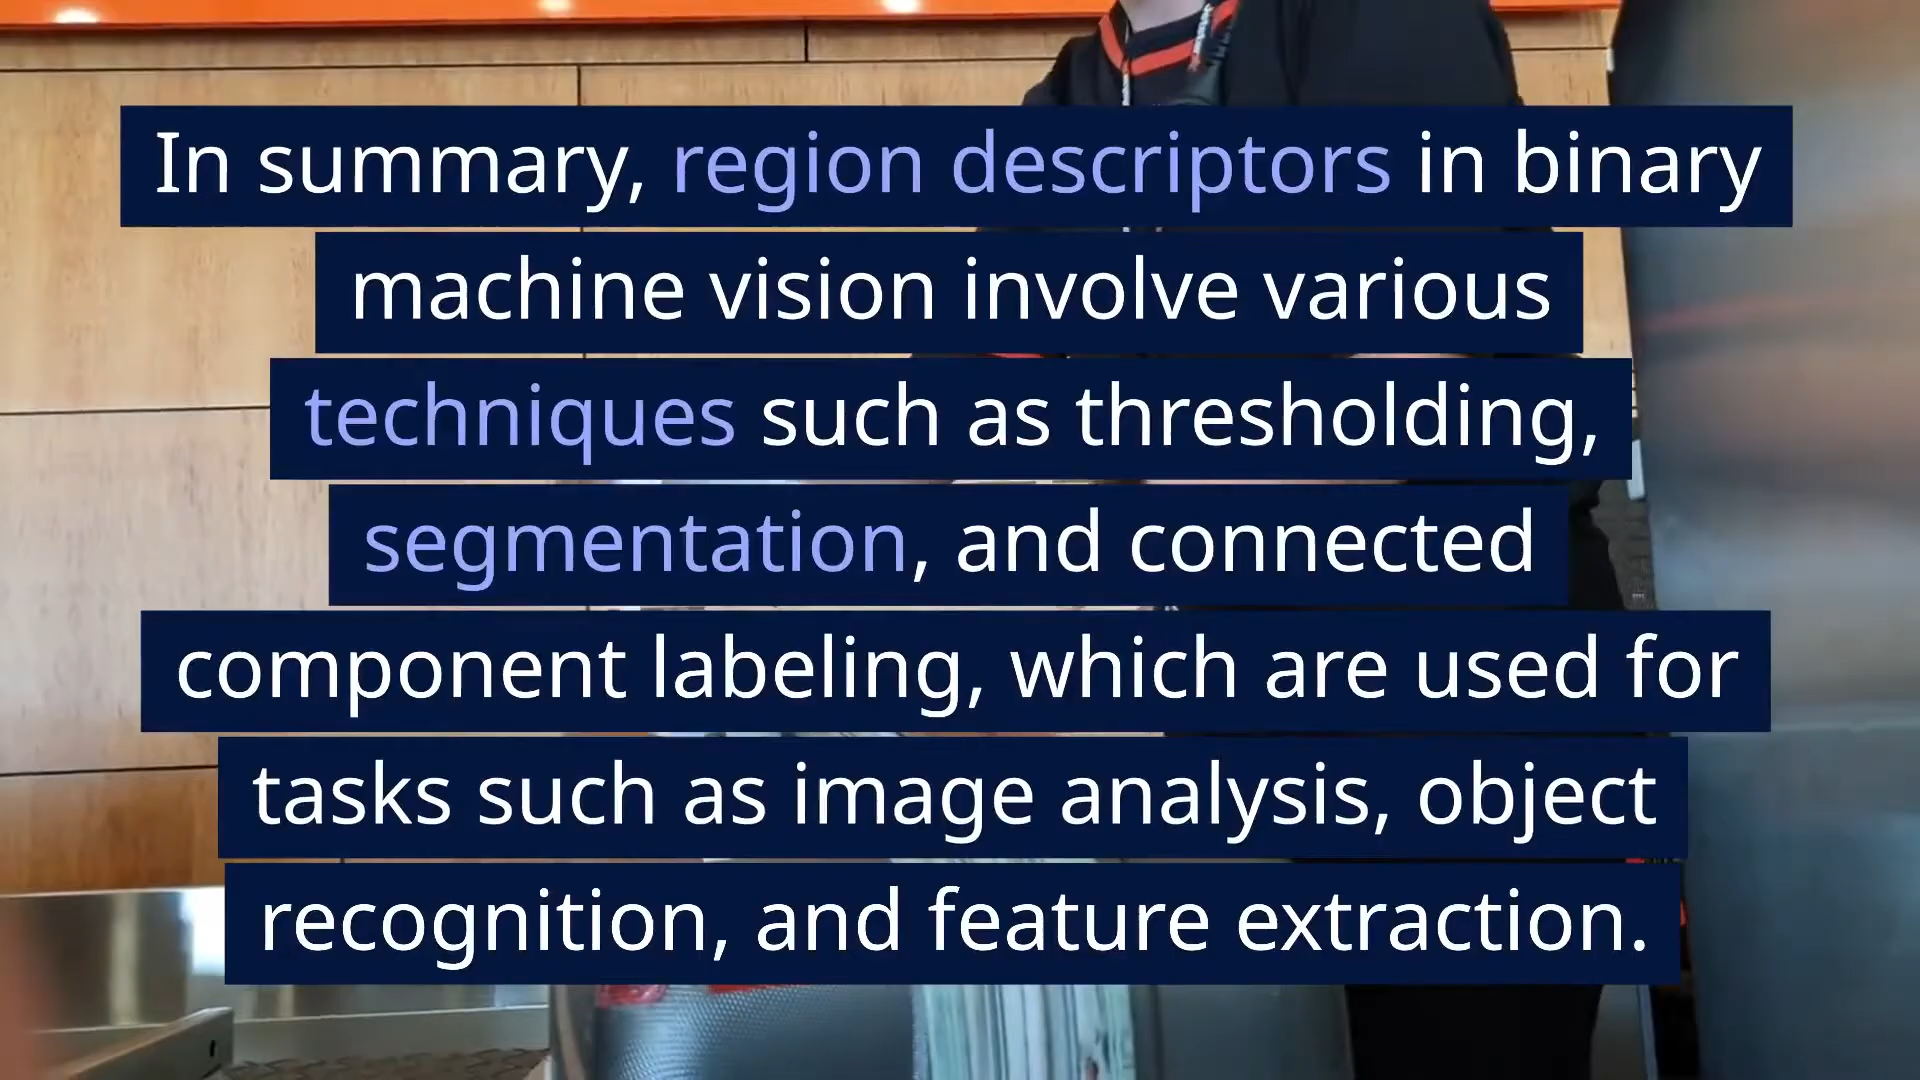 In summary, region descriptors in binary
machine vision involve various
techniques such as thresholding,
segmentation, and connected
component labeling, which are used for
tasks such as image analysis, object
recognition, and feature extraction.